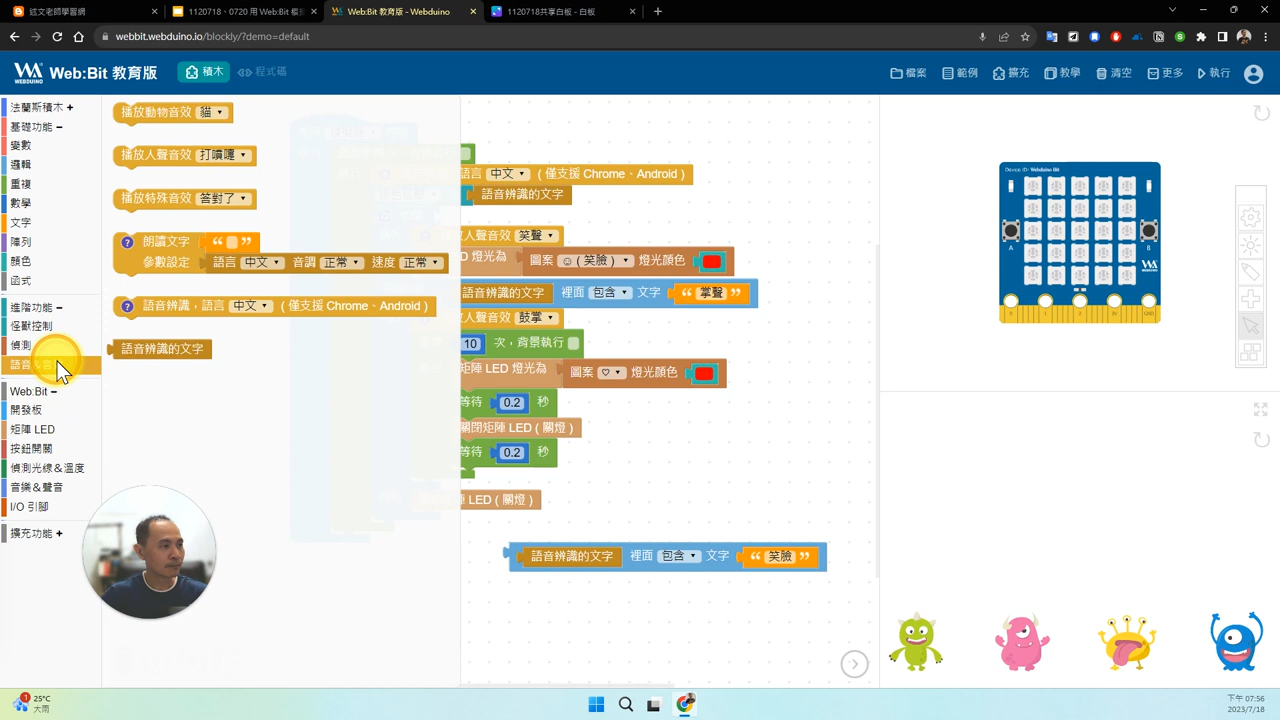 述文老師學習網
1120718、0720 用 Web:Bit 模
Web:Bit 教育版 - Webduino
1120718共享白板 - 白板
webbit.webduino.io/blockly/?demo=default
WEBDUINO
Web:Bit 教育版
積木
程式區
檔案
範例
擴充
教學
清空
更多
執行
法蘭斯積木 +
基礎功能 −
變數
邏輯
重複
數學
文字
陣列
顏色
函式
進階功能 −
怪獸控制
偵測
語音&音
Web:Bit −
開發板
矩陣 LED
按鈕開關
偵測光線&溫度
音樂&聲音
I/O 引腳
擴充功能 +
播放動物音效 貓
播放人聲音效 打噴嚏
播放特殊音效 答對了
朗讀文字 “ ”
參數設定 語言 中文 音調 正常 速度 正常
語音辨識，語言 中文 (僅支援 Chrome、Android)
語音辨識的文字
語言 中文 (僅支援 Chrome、Android)
語音辨識的文字
人聲音效 笑聲
D 燈光為 圖案 ☺(笑臉) 燈光顏色
語音辨識的文字 裡面 包含 文字 “ 掌聲 ”
人聲音效 鼓掌
10 次，背景執行
矩陣 LED 燈光為 圖案 ♡ 燈光顏色
等待 0.2 秒
關閉矩陣 LED (關燈)
等待 0.2 秒
LED (關燈)
語音辨識的文字 裡面 包含 文字 “ 笑臉 ”
Device ID: Webduino Bit
A
B
25°C
大雨
下午 07:56
2023/7/18